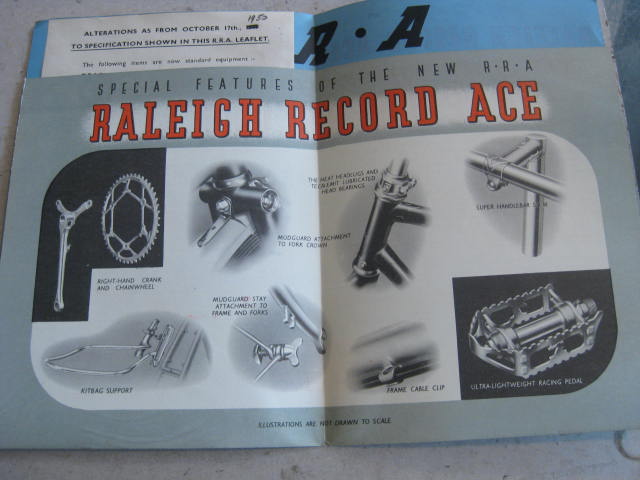 1950
ALTERATIONS AS FROM OCTOBER 17th.,
TO SPECIFICATION SHOWN IN THIS R.R.A. LEAFLET.
The following items are now standard equipment :-
R · A
SPECIAL FEATURES OF THE NEW R·R·A
RALEIGH RECORD ACE
RIGHT-HAND CRANK
AND CHAINWHEEL
MUDGUARD ATTACHMENT
TO FORK CROWN
THE NEAT HEADLUGS AND
TECALEMIT LUBRICATED
HEAD BEARINGS
SUPER HANDLEBAR STEM
KITBAG SUPPORT
MUDGUARD STAY
ATTACHMENT TO
FRAME AND FORKS
FRAME CABLE CLIP
ULTRA-LIGHTWEIGHT RACING PEDAL
ILLUSTRATIONS ARE NOT DRAWN TO SCALE